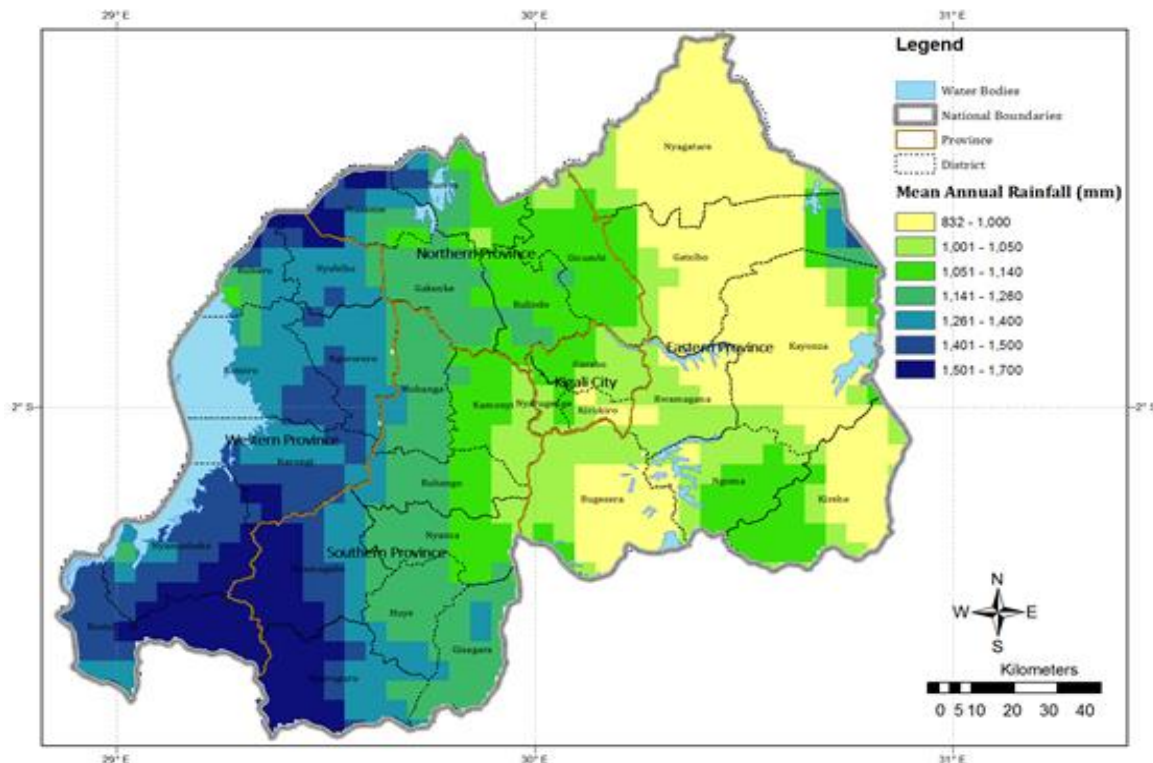 29° E
30° E
31° E
Legend
Water Bodies
National Boundaries
Province
District
Mean Annual Rainfall (mm)
832 - 1,000
1,001 - 1,050
1,051 - 1,140
1,141 - 1,260
1,261 - 1,400
1,401 - 1,500
1,501 - 1,700
Nyagatare
Northern Province
Gicumbi
Gatsibo
Gakenke
Rulindo
Eastern Province
Kayonza
Kigali City
Muhanga
Kamonyi
Kicukiro
Rwamagana
2° S
2° S
Western Province
Karongi
Ruhango
Bugesera
Ngoma
Kirehe
Nyanza
Southern Province
Huye
Gisagara
N
W
E
S
Kilometers
0 5 10 20 30 40
29° E
30° E
31° E